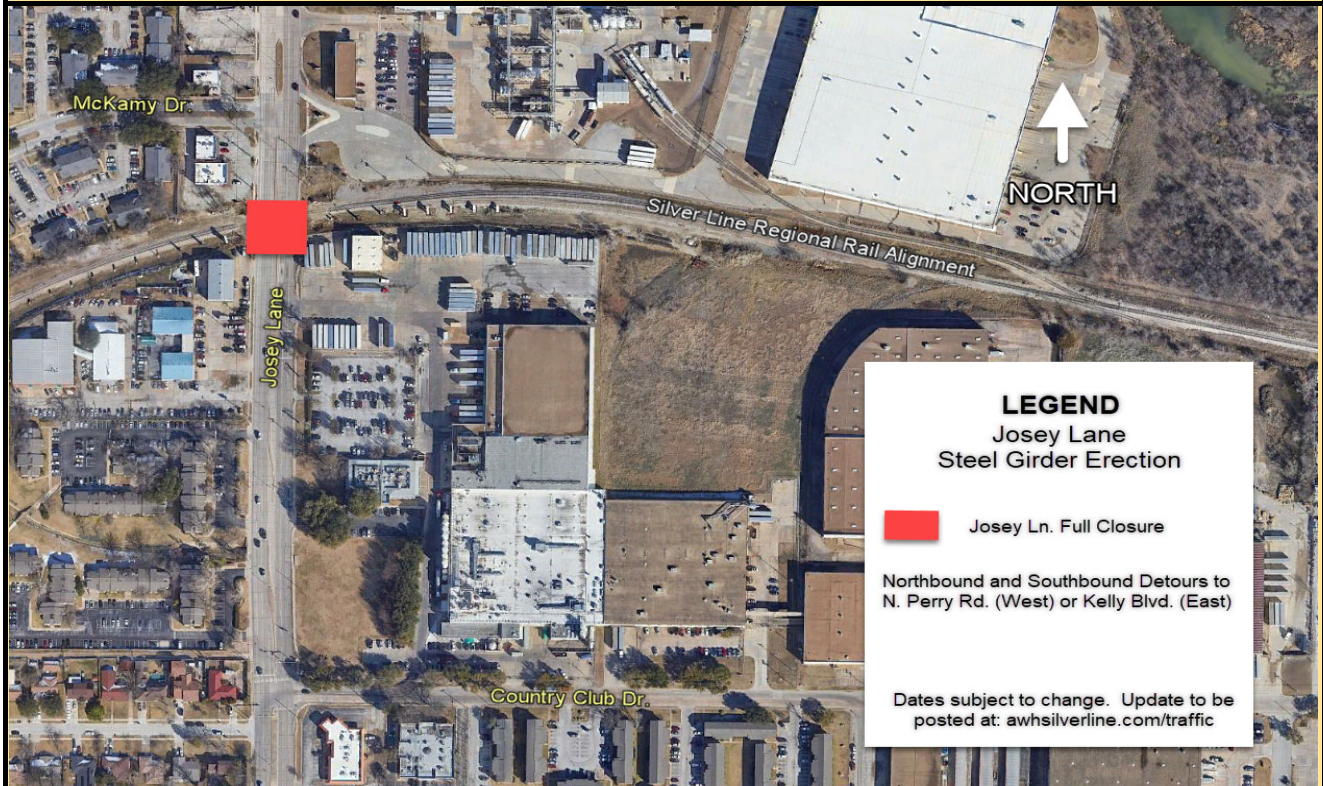 McKamy Dr.
NORTH
Silver Line Regional Rail Alignment
Josey Lane
LEGEND
Josey Lane
Steel Girder Erection
Josey Ln. Full Closure
Northbound and Southbound Detours to
N. Perry Rd. (West) or Kelly Blvd. (East)
Country Club Dr.
Dates subject to change. Update to be
posted at: awhsilverline.com/traffic